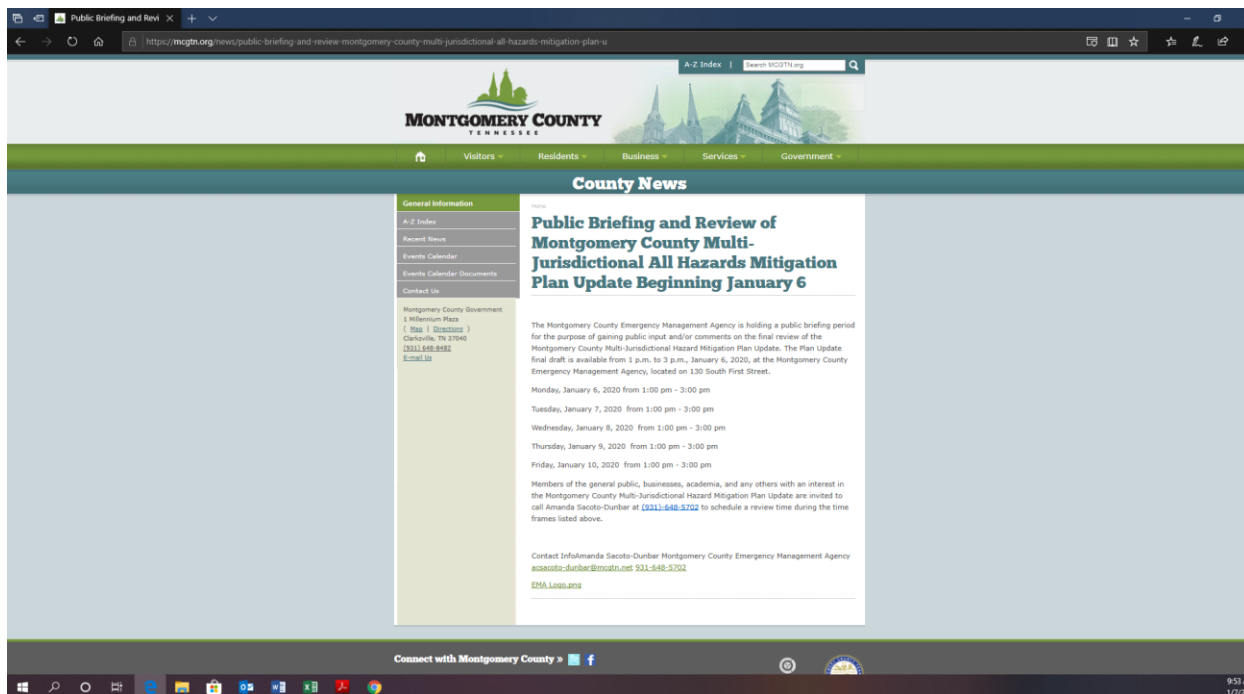 Public Briefing and Revi
https://mcgtn.org/news/public-briefing-and-review-montgomery-county-multi-jurisdictional-all-hazards-mitigation-plan-u
A-Z Index | Search MCGTN.org
MONTGOMERY COUNTY
TENNESSEE
Visitors Residents Business Services Government
County News
General Information
A-Z Index
Recent News
Events Calendar
Events Calendar Documents
Contact Us
Montgomery County Government
1 Millennium Plaza
( Map | Directions )
Clarksville, TN 37040
(931) 648-8482
E-mail Us
Home
Public Briefing and Review of
Montgomery County Multi-
Jurisdictional All Hazards Mitigation
Plan Update Beginning January 6
The Montgomery County Emergency Management Agency is holding a public briefing period
for the purpose of gaining public input and/or comments on the final review of the
Montgomery County Multi-Jurisdictional Hazard Mitigation Plan Update. The Plan Update
final draft is available from 1 p.m. to 3 p.m., January 6, 2020, at the Montgomery County
Emergency Management Agency, located on 130 South First Street.
Monday, January 6, 2020 from 1:00 pm - 3:00 pm
Tuesday, January 7, 2020 from 1:00 pm - 3:00 pm
Wednesday, January 8, 2020 from 1:00 pm - 3:00 pm
Thursday, January 9, 2020 from 1:00 pm - 3:00 pm
Friday, January 10, 2020 from 1:00 pm - 3:00 pm
Members of the general public, businesses, academia, and any others with an interest in
the Montgomery County Multi-Jurisdictional Hazard Mitigation Plan Update are invited to
call Amanda Sacoto-Dunbar at (931)-648-5702 to schedule a review time during the time
frames listed above.
Contact InfoAmanda Sacoto-Dunbar Montgomery County Emergency Management Agency
acsacoto-dunbar@mcgtn.net 931-648-5702
EMA Logo.png
Connect with Montgomery County »
9:53